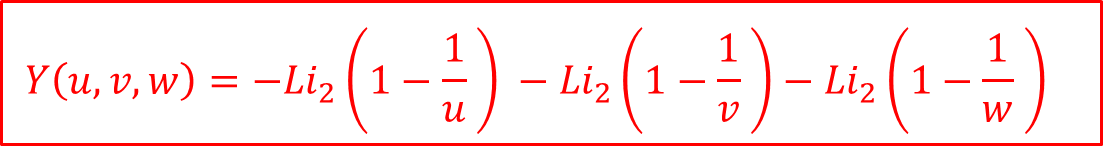 Y(u, v, w) = −Li₂(1 − 1/u) − Li₂(1 − 1/v) − Li₂(1 − 1/w)